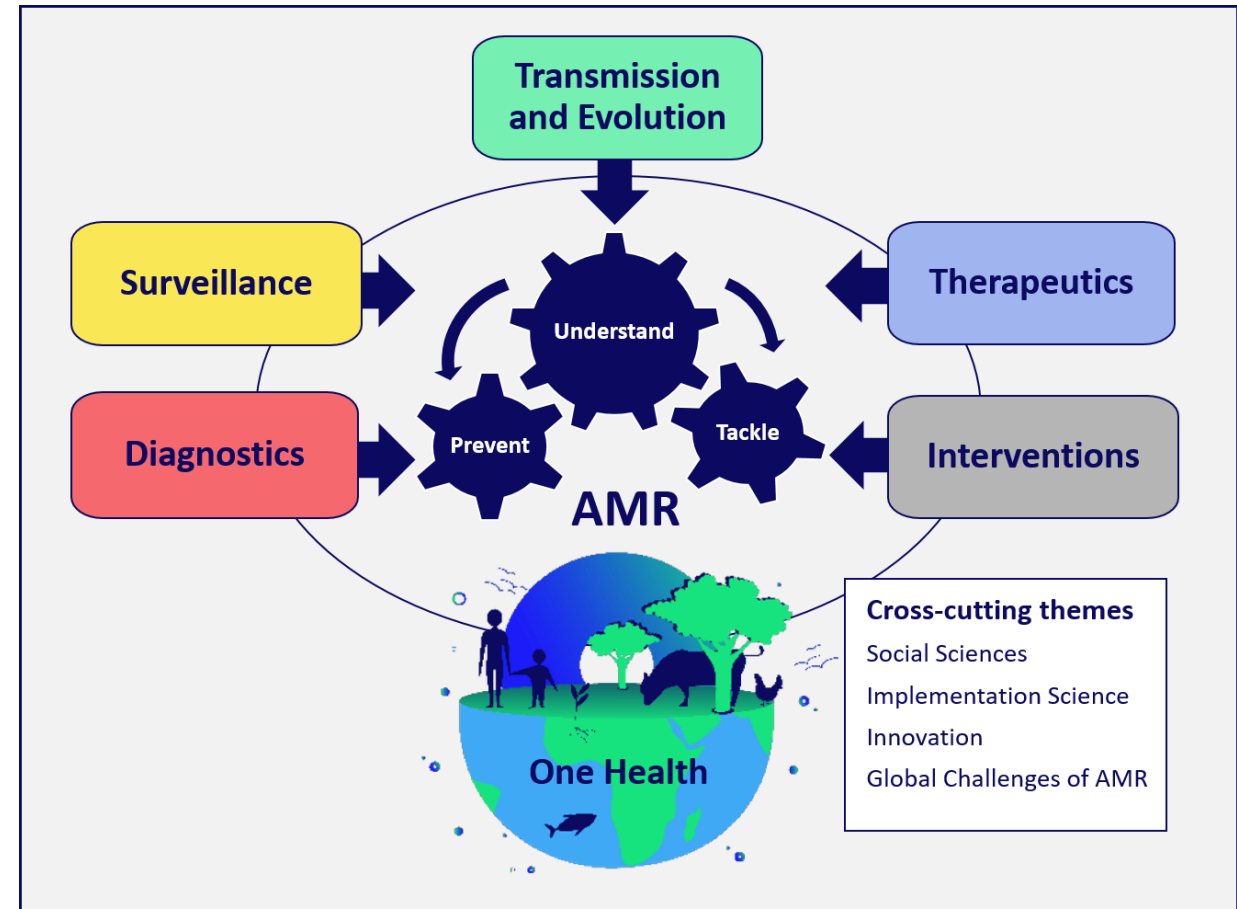 Transmission
and Evolution
Surveillance
Therapeutics
Understand
Diagnostics
Prevent
Tackle
Interventions
AMR
One Health
Cross-cutting themes
Social Sciences
Implementation Science
Innovation
Global Challenges of AMR